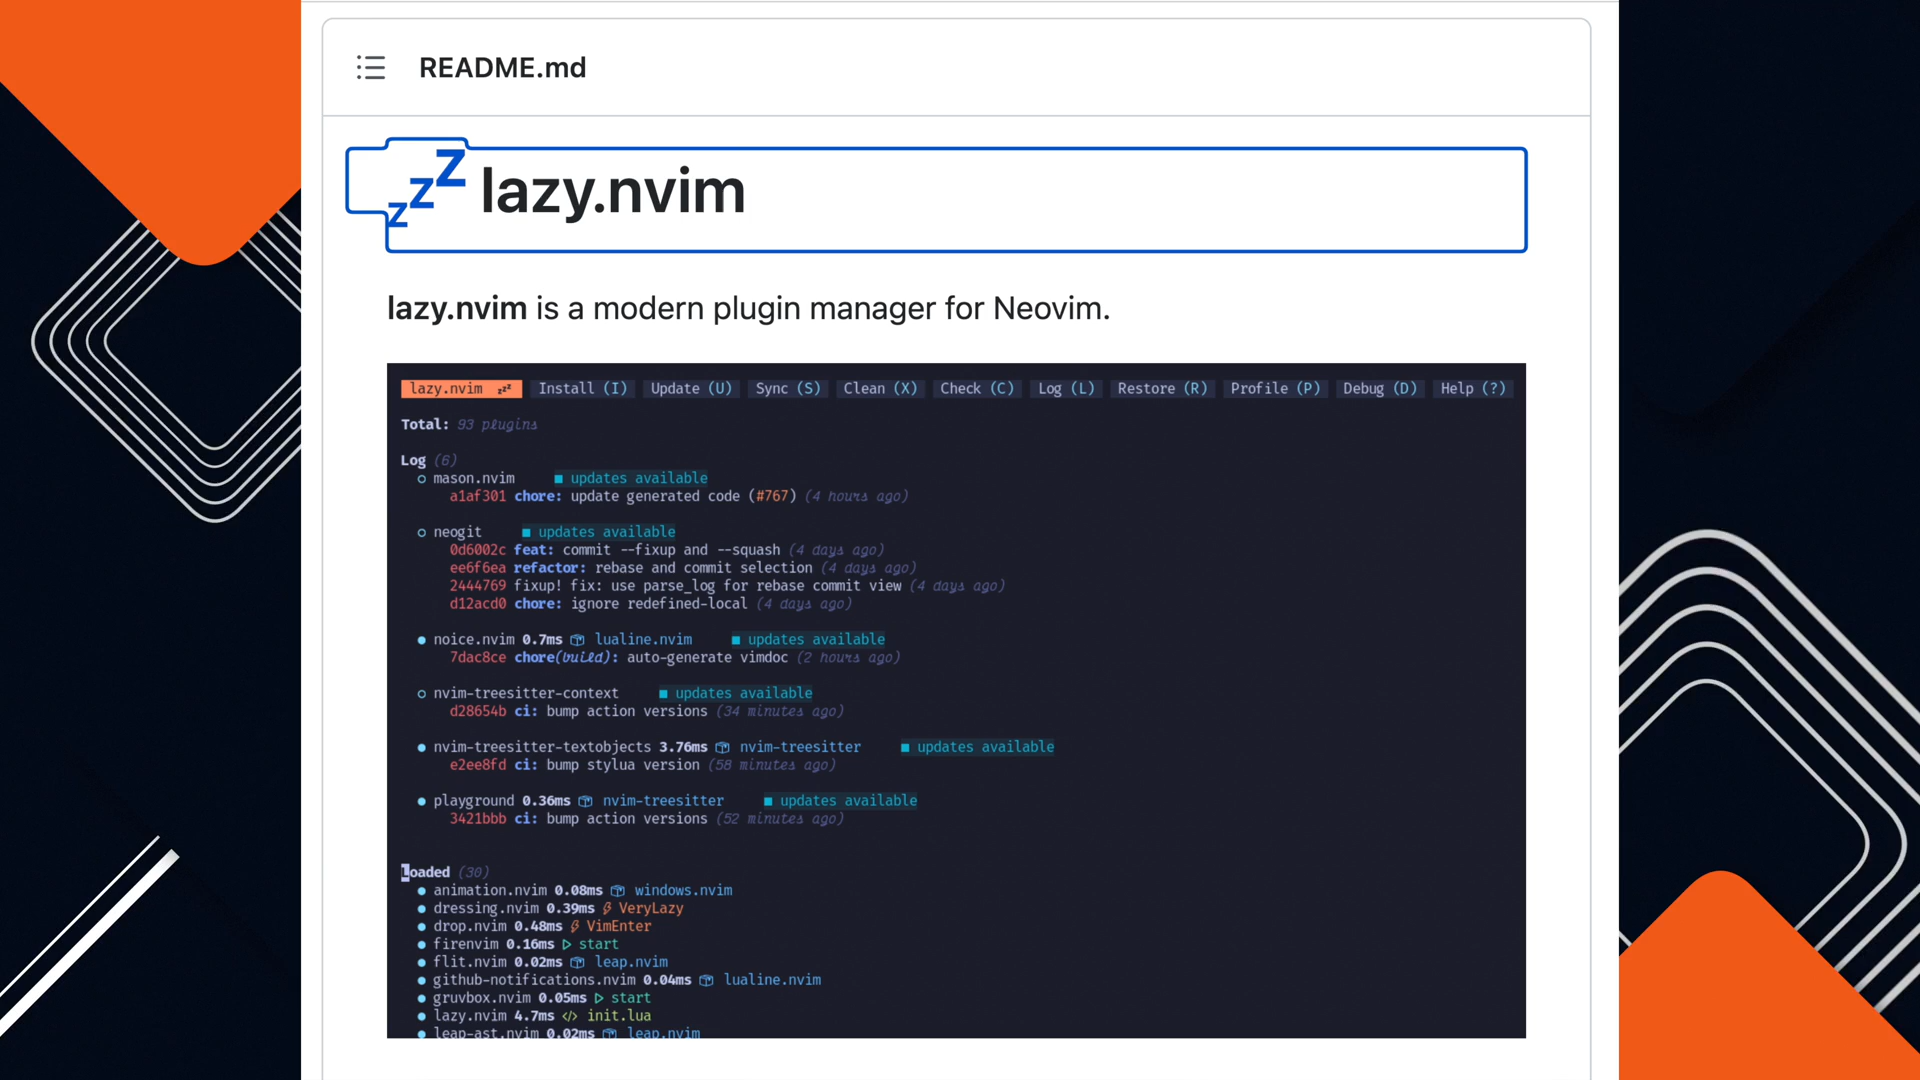 README.md
zzz lazy.nvim
lazy.nvim is a modern plugin manager for Neovim.
lazy.nvim zzz Install (I) Update (U) Sync (S) Clean (X) Check (C) Log (L) Restore (R) Profile (P) Debug (D) Help (?)
Total: 93 plugins
Log (6)
○ mason.nvim ■ updates available
a1af301 chore: update generated code (#767) (4 hours ago)
○ neogit ■ updates available
0d6002c feat: commit --fixup and --squash (4 days ago)
ee6f6ea refactor: rebase and commit selection (4 days ago)
2444769 fixup! fix: use parse_log for rebase commit view (4 days ago)
d12acd0 chore: ignore redefined-local (4 days ago)
● noice.nvim 0.7ms lualine.nvim ■ updates available
7dac8ce chore(build): auto-generate vimdoc (2 hours ago)
○ nvim-treesitter-context ■ updates available
d28654b ci: bump action versions (34 minutes ago)
● nvim-treesitter-textobjects 3.76ms nvim-treesitter ■ updates available
e2ee8fd ci: bump stylua version (58 minutes ago)
● playground 0.36ms nvim-treesitter ■ updates available
3421bbb ci: bump action versions (52 minutes ago)
Loaded (30)
● animation.nvim 0.08ms windows.nvim
● dressing.nvim 0.39ms VeryLazy
● drop.nvim 0.48ms VimEnter
● firenvim 0.16ms ▷ start
● flit.nvim 0.02ms leap.nvim
● github-notifications.nvim 0.04ms lualine.nvim
● gruvbox.nvim 0.05ms ▷ start
● lazy.nvim 4.7ms </> init.lua
● leap-ast.nvim 0.02ms leap.nvim